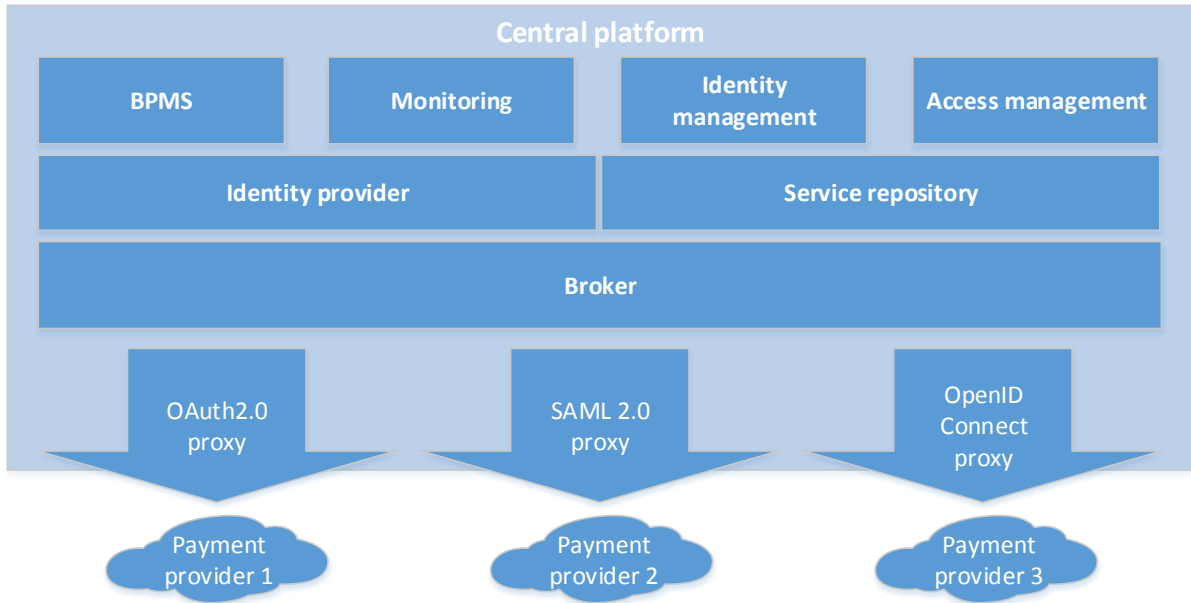 Central platform
BPMS
Monitoring
Identity
management
Access management
Identity provider
Service repository
Broker
OAuth2.0
proxy
SAML 2.0
proxy
OpenID
Connect
proxy
Payment
provider 1
Payment
provider 2
Payment
provider 3